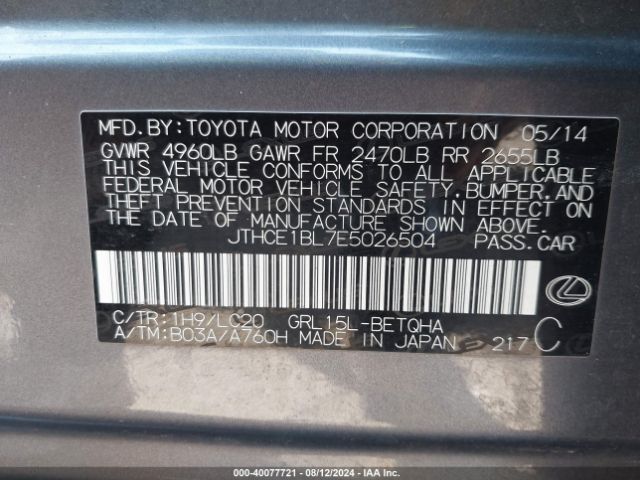 MFD.BY:TOYOTA MOTOR CORPORATION 05/14
GVWR 4960LB GAWR FR 2470LB RR 2655LB
THIS VEHICLE CONFORMS TO ALL APPLICABLE
FEDERAL MOTOR VEHICLE SAFETY, BUMPER, AND
THEFT PREVENTION STANDARDS IN EFFECT ON
THE DATE OF MANUFACTURE SHOWN ABOVE.
JTHCE1BL7E5026504 PASS.CAR
C/TR:1H9/LC20 GRL15L-BETQHA
A/TM:B03A/A760H MADE IN JAPAN 217 C
000-40077721 - 08/12/2024 - IAA Inc.